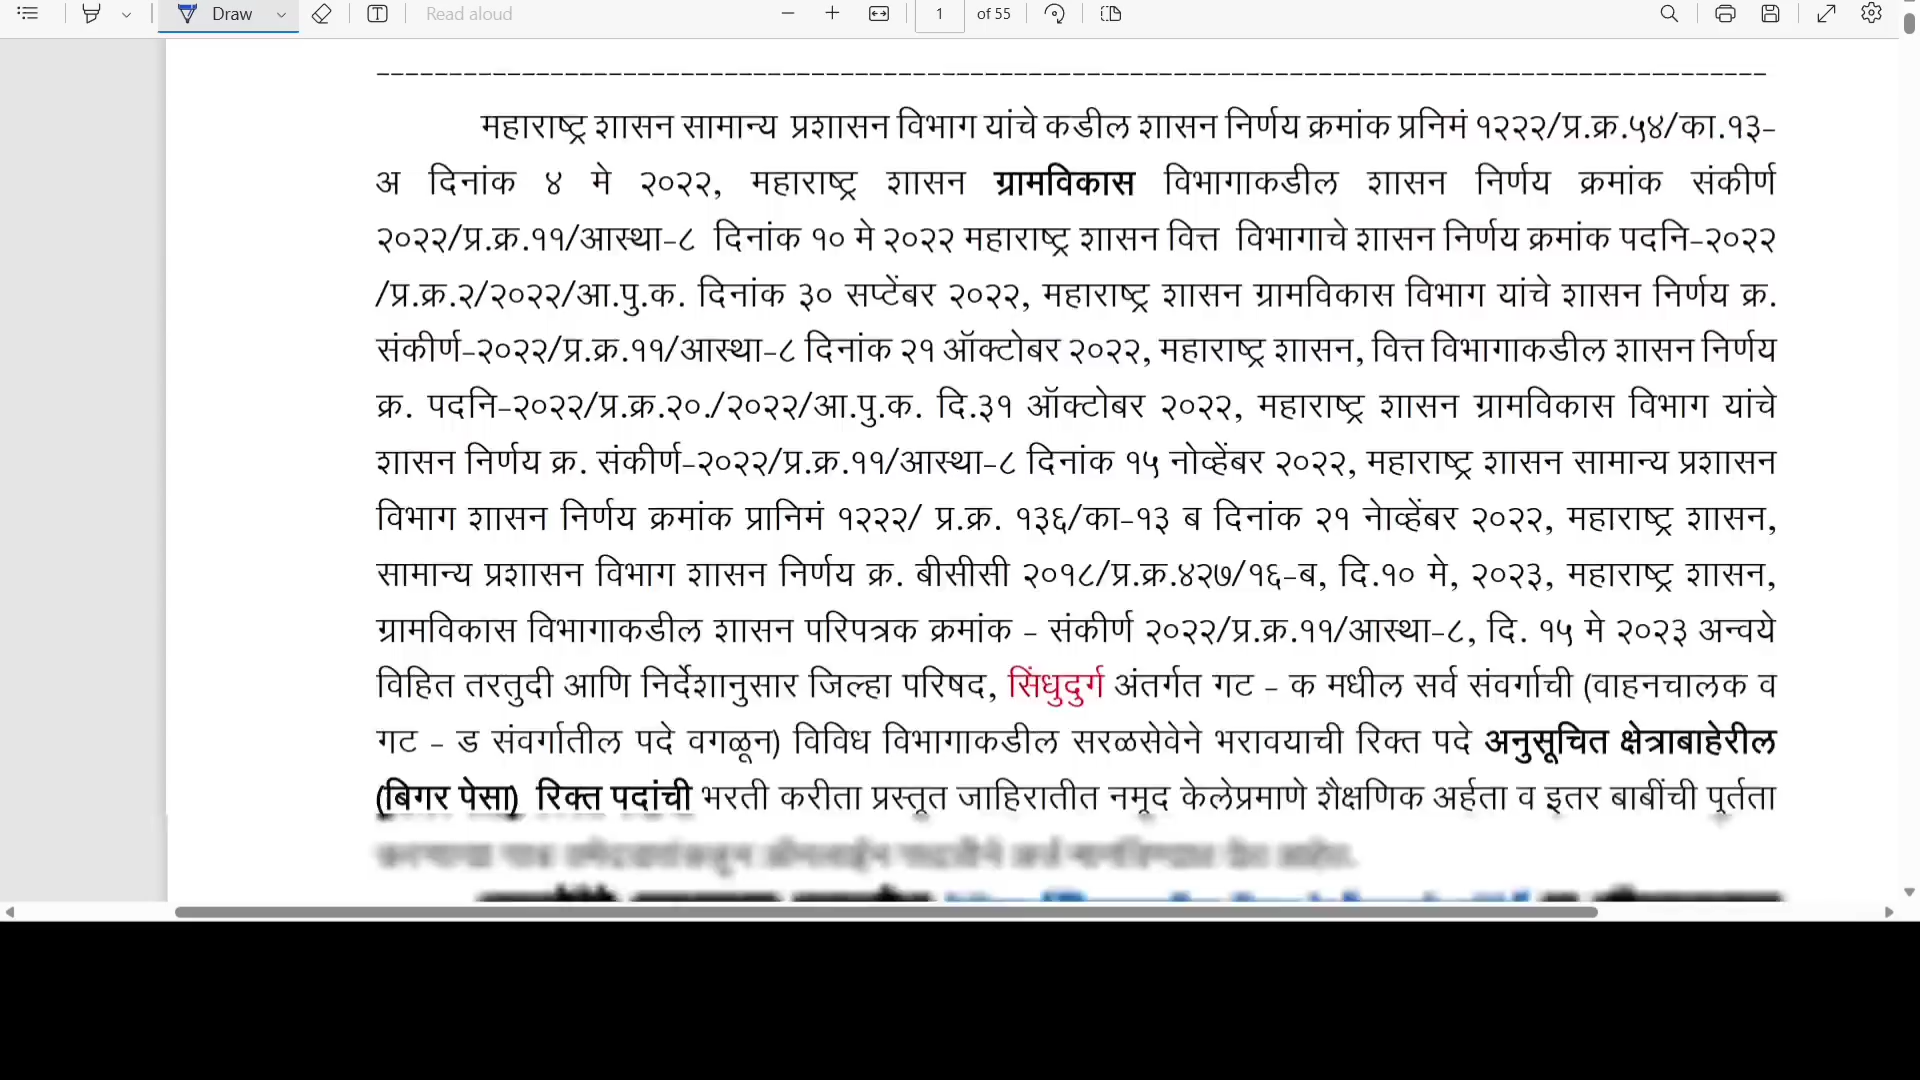 Draw
Read aloud
1
of 55
महाराष्ट्र शासन सामान्य प्रशासन विभाग यांचे कडील शासन निर्णय क्रमांक प्रनिमं १२२२/प्र.क्र.५४/का.१३-
अ दिनांक ४ मे २०२२, महाराष्ट्र शासन ग्रामविकास विभागाकडील शासन निर्णय क्रमांक संकीर्ण
२०२२/प्र.क्र.११/आस्था-८ दिनांक १० मे २०२२ महाराष्ट्र शासन वित्त विभागाचे शासन निर्णय क्रमांक पदनि-२०२२
/प्र.क्र.२/२०२२/आ.पु.क. दिनांक ३० सप्टेंबर २०२२, महाराष्ट्र शासन ग्रामविकास विभाग यांचे शासन निर्णय क्र.
संकीर्ण-२०२२/प्र.क्र.११/आस्था-८ दिनांक २१ ऑक्टोबर २०२२, महाराष्ट्र शासन, वित्त विभागाकडील शासन निर्णय
क्र. पदनि-२०२२/प्र.क्र.२०./२०२२/आ.पु.क. दि.३१ ऑक्टोबर २०२२, महाराष्ट्र शासन ग्रामविकास विभाग यांचे
शासन निर्णय क्र. संकीर्ण-२०२२/प्र.क्र.११/आस्था-८ दिनांक १५ नोव्हेंबर २०२२, महाराष्ट्र शासन सामान्य प्रशासन
विभाग शासन निर्णय क्रमांक प्रानिमं १२२२/ प्र.क्र. १३६/का-१३ ब दिनांक २१ नोव्हेंबर २०२२, महाराष्ट्र शासन,
सामान्य प्रशासन विभाग शासन निर्णय क्र. बीसीसी २०१८/प्र.क्र.४२७/१६-ब, दि.१० मे, २०२३, महाराष्ट्र शासन,
ग्रामविकास विभागाकडील शासन परिपत्रक क्रमांक - संकीर्ण २०२२/प्र.क्र.११/आस्था-८, दि. १५ मे २०२३ अन्वये
विहित तरतुदी आणि निर्देशानुसार जिल्हा परिषद, सिंधुदुर्ग अंतर्गत गट - क मधील सर्व संवर्गाची (वाहनचालक व
गट - ड संवर्गातील पदे वगळून) विविध विभागाकडील सरळसेवेने भरावयाची रिक्त पदे अनुसूचित क्षेत्राबाहेरील
(बिगर पेसा) रिक्त पदांची भरती करीता प्रस्तूत जाहिरातीत नमूद केलेप्रमाणे शैक्षणिक अर्हता व इतर बाबींची पूर्तता